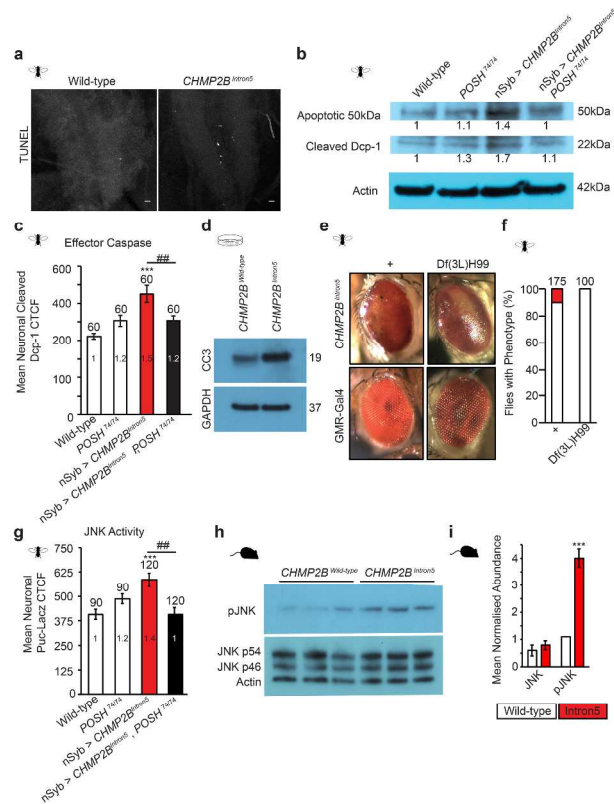 a
Wild-type
CHMP2B Intron5
TUNEL
b
Wild-type
POSH 74/74
nSyb > CHMP2B Intron5
nSyb > CHMP2B Intron5
POSH 74/74
Apoptotic 50kDa
50kDa
1 1.1 1.4 1
Cleaved Dcp-1
22kDa
1 1.3 1.7 1.1
Actin
42kDa
c
Effector Caspase
Mean Neuronal Cleaved
Dcp-1 CTCF
600
400
300
200
0
60 60 60 60
*** ##
1 1.2 1.5 1.2
Wild-type
POSH 74/74
nSyb > CHMP2B Intron5
nSyb > CHMP2B Intron5, POSH 74/74
d
CHMP2B Wild-type
CHMP2B Intron5
CC3
19
GAPDH
37
e
+
Df(3L)H99
CHMP2B Intron5
GMR-Gal4
f
Flies with Phenotype (%)
175 100
100
80
60
40
20
0
+
Df(3L)H99
g
JNK Activity
Mean Neuronal
Puc-Lacz CTCF
750
625
500
375
250
125
0
90 90 120 120
*** ##
1 1.2 1.4 1
Wild-type
POSH 74/74
nSyb > CHMP2B Intron5
nSyb > CHMP2B Intron5, POSH 74/74
h
CHMP2B Wild-type
CHMP2B Intron5
pJNK
JNK p54
JNK p46
Actin
i
Mean Normalised Abundance
4
2
1
0
***
JNK
pJNK
Wild-type
Intron5